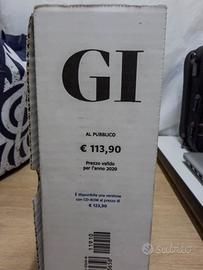 GI
AL PUBBLICO
€ 113,90
Prezzo valido
per l'anno 2020
È disponibile una versione
con CD-ROM al prezzo di
€ 123,90
11910
subito